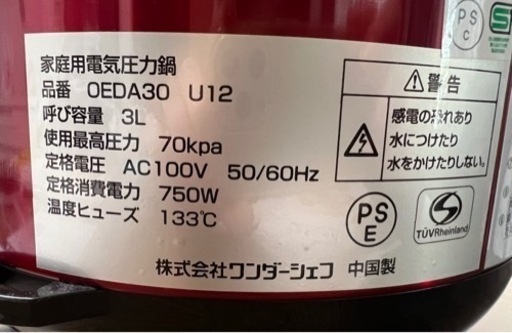 家庭用電気圧力鍋
品番 OEDA30 U12
呼び容量 3L
使用最高圧力 70kpa
定格電圧 AC100V 50/60Hz
定格消費電力 750W
温度ヒューズ 133℃
警告
感電の恐れあり
水につけたり
水をかけたりしない。
PS
E
S
TÜVRheinland
株式会社ワンダーシェフ 中国製
PS
C
S